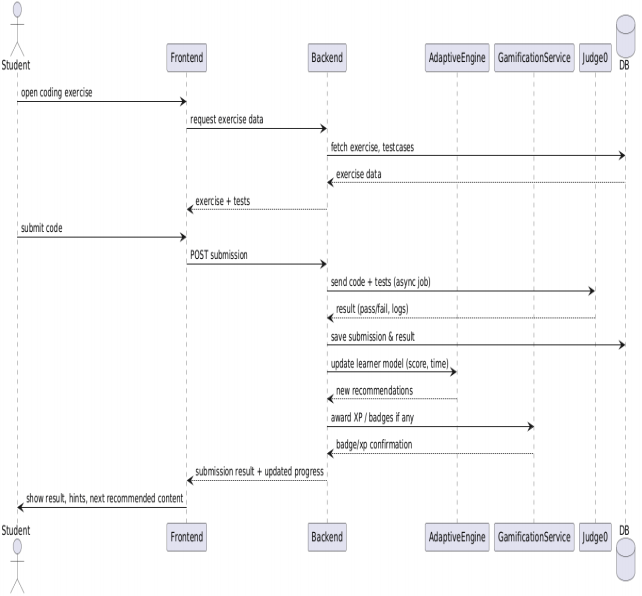 Student
Frontend
Backend
AdaptiveEngine
GamificationService
Judge0
DB
open coding exercise
request exercise data
fetch exercise, testcases
exercise data
exercise + tests
submit code
POST submission
send code + tests (async job)
result (pass/fail, logs)
save submission & result
update learner model (score, time)
new recommendations
award XP / badges if any
badge/xp confirmation
submission result + updated progress
show result, hints, next recommended content
Student
Frontend
Backend
AdaptiveEngine
GamificationService
Judge0
DB